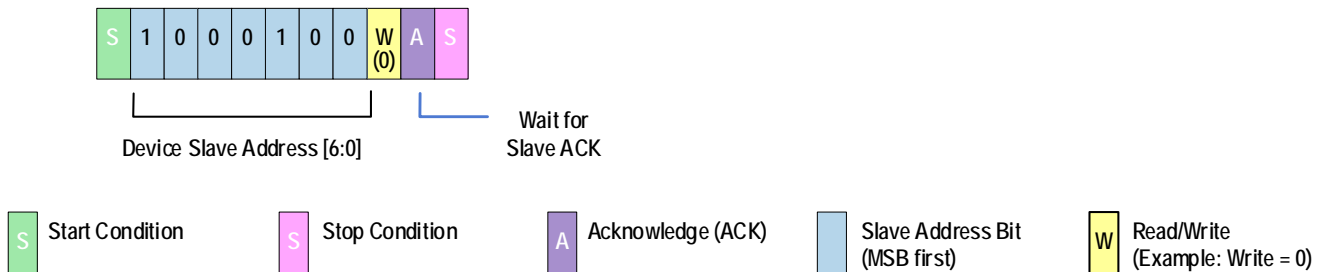 S 1 0 0 0 1 0 0 W A S
(0)
Wait for
Device Slave Address [6:0] Slave ACK
S Start Condition S Stop Condition A Acknowledge (ACK) Slave Address Bit W Read/Write
(MSB first) (Example: Write = 0)